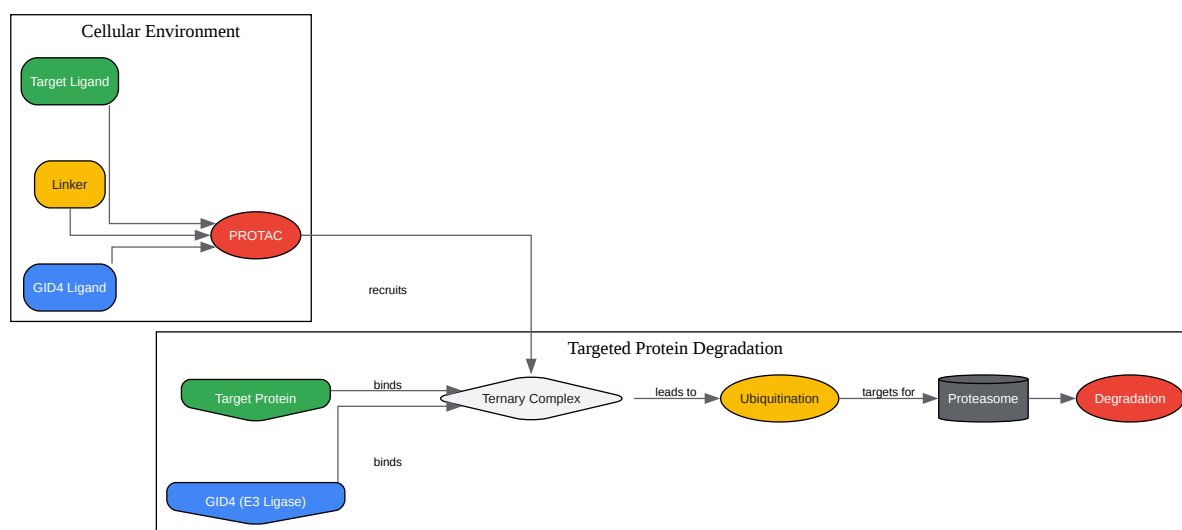 Cellular Environment
Target Ligand
Linker
PROTAC
GID4 Ligand
recruits
Targeted Protein Degradation
Target Protein
binds
Ternary Complex
leads to
Ubiquitination
targets for
Proteasome
Degradation
binds
GID4 (E3 Ligase)